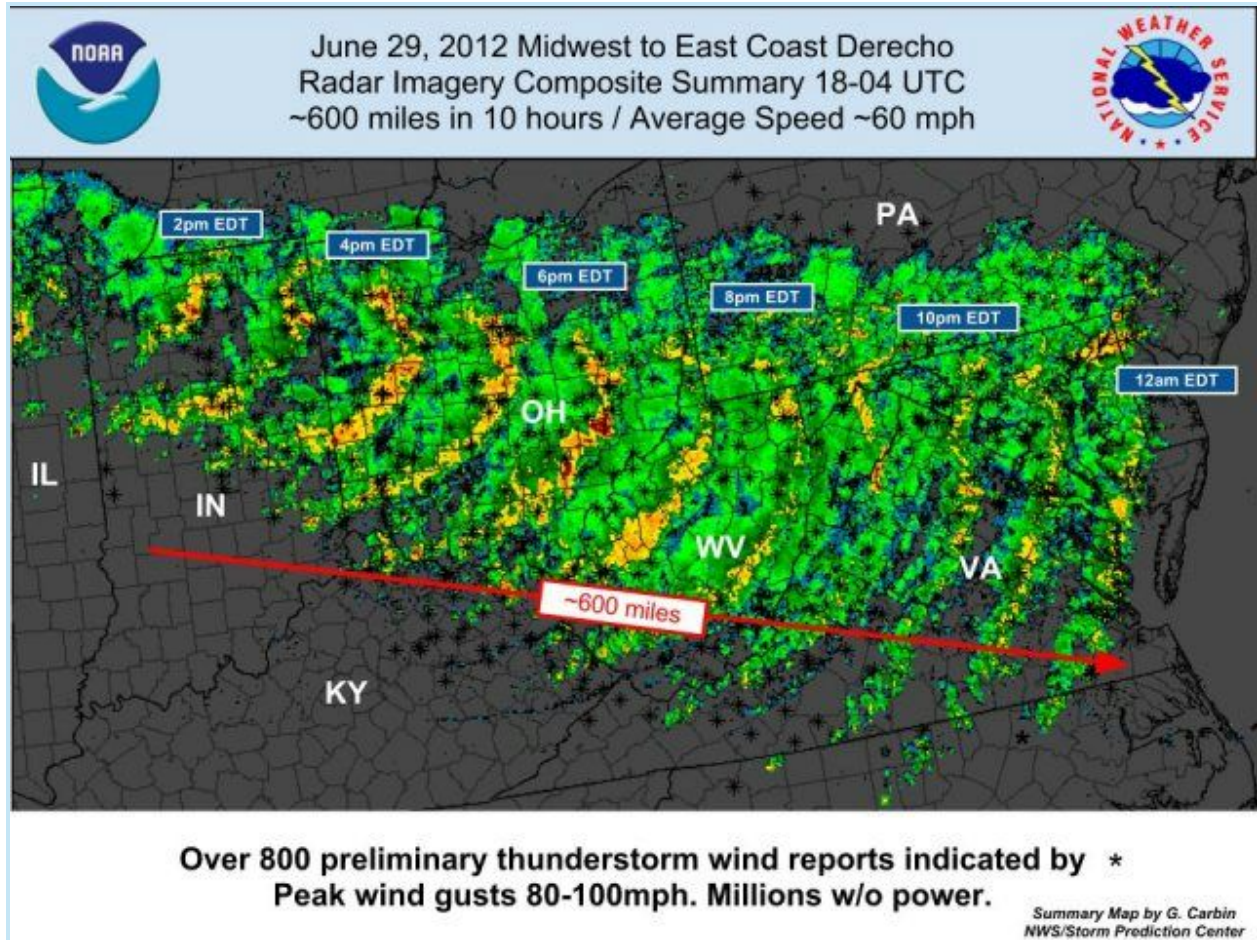 NOAA
June 29, 2012 Midwest to East Coast Derecho
Radar Imagery Composite Summary 18-04 UTC
~600 miles in 10 hours / Average Speed ~60 mph
NATIONAL WEATHER SERVICE
PA
2pm EDT
4pm EDT
6pm EDT
8pm EDT
10pm EDT
12am EDT
OH
IL
IN
WV
VA
~600 miles
KY
Over 800 preliminary thunderstorm wind reports indicated by *
Peak wind gusts 80-100mph. Millions w/o power.
Summary Map by G. Carbin
NWS/Storm Prediction Center